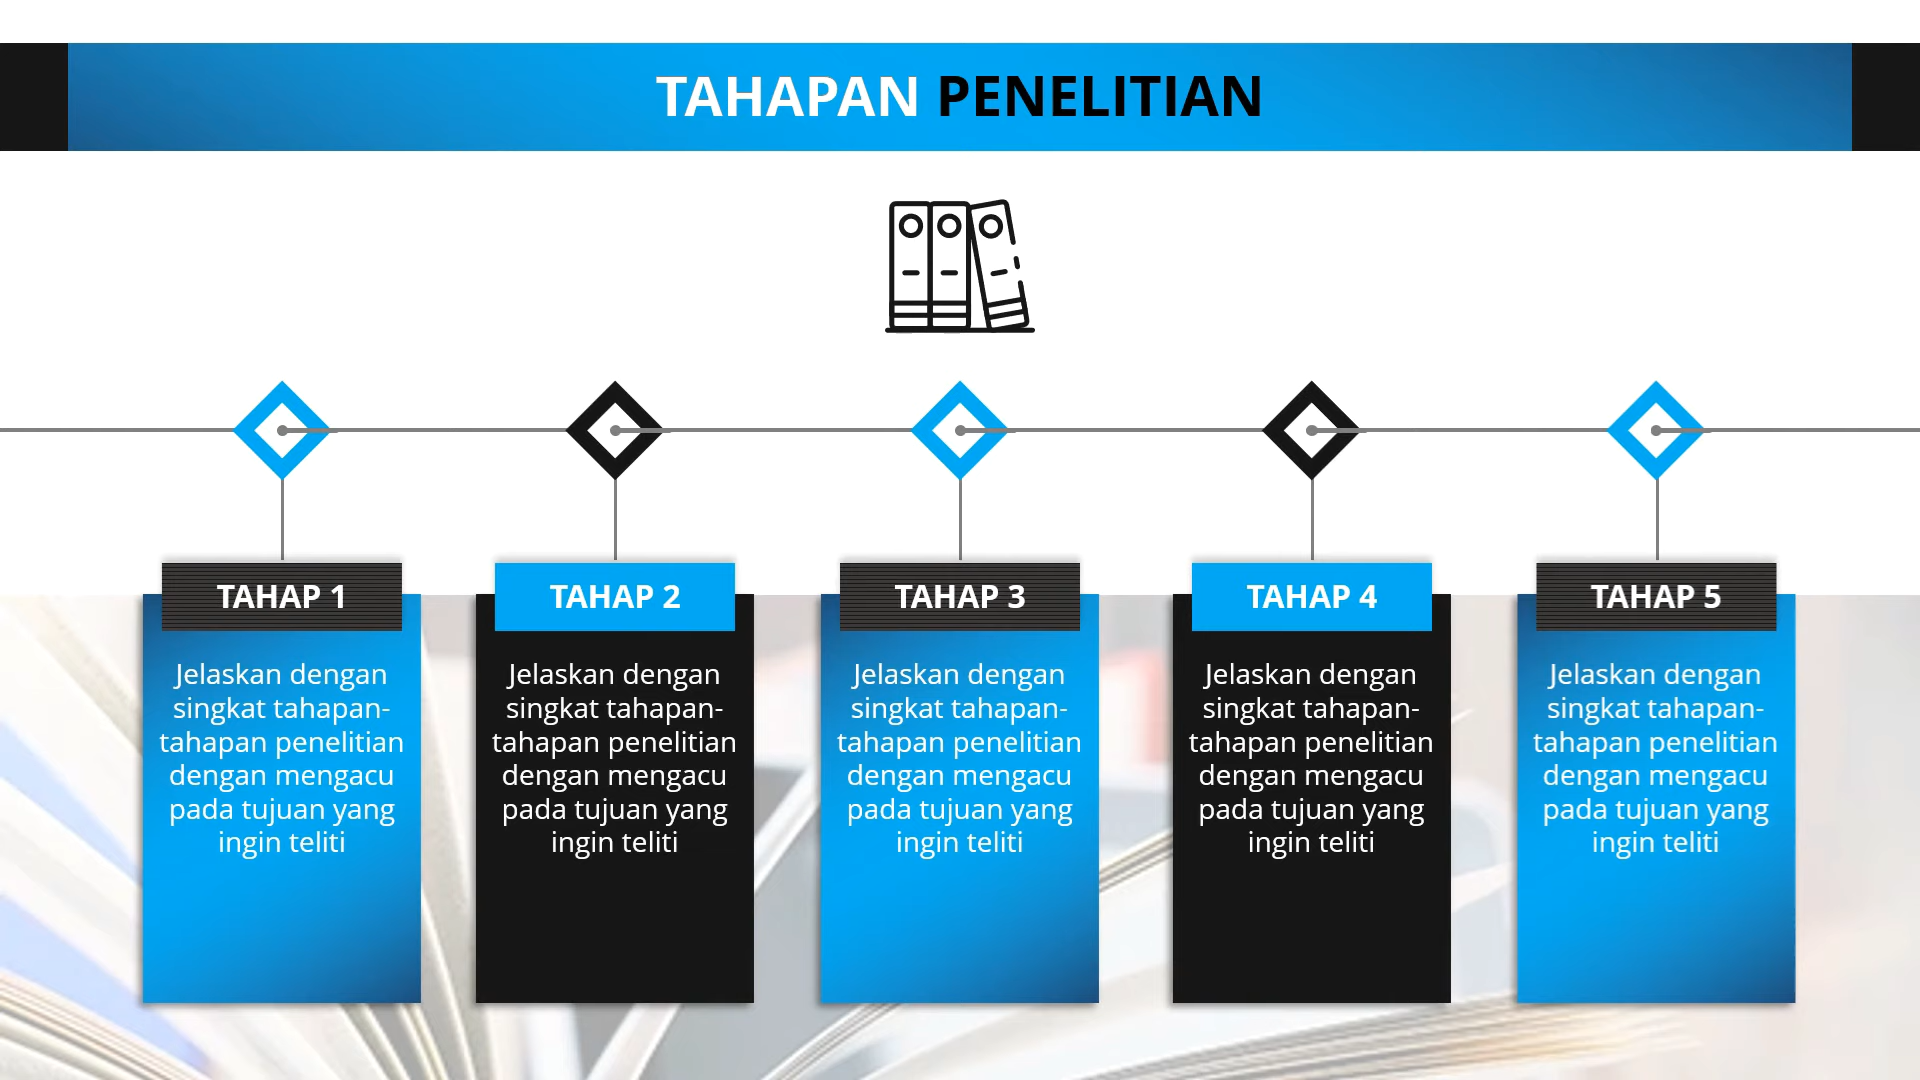 TAHAPAN PENELITIAN
TAHAP 1
Jelaskan dengan
singkat tahapan-
tahapan penelitian
dengan mengacu
pada tujuan yang
ingin teliti
TAHAP 2
Jelaskan dengan
singkat tahapan-
tahapan penelitian
dengan mengacu
pada tujuan yang
ingin teliti
TAHAP 3
Jelaskan dengan
singkat tahapan-
tahapan penelitian
dengan mengacu
pada tujuan yang
ingin teliti
TAHAP 4
Jelaskan dengan
singkat tahapan-
tahapan penelitian
dengan mengacu
pada tujuan yang
ingin teliti
TAHAP 5
Jelaskan dengan
singkat tahapan-
tahapan penelitian
dengan mengacu
pada tujuan yang
ingin teliti